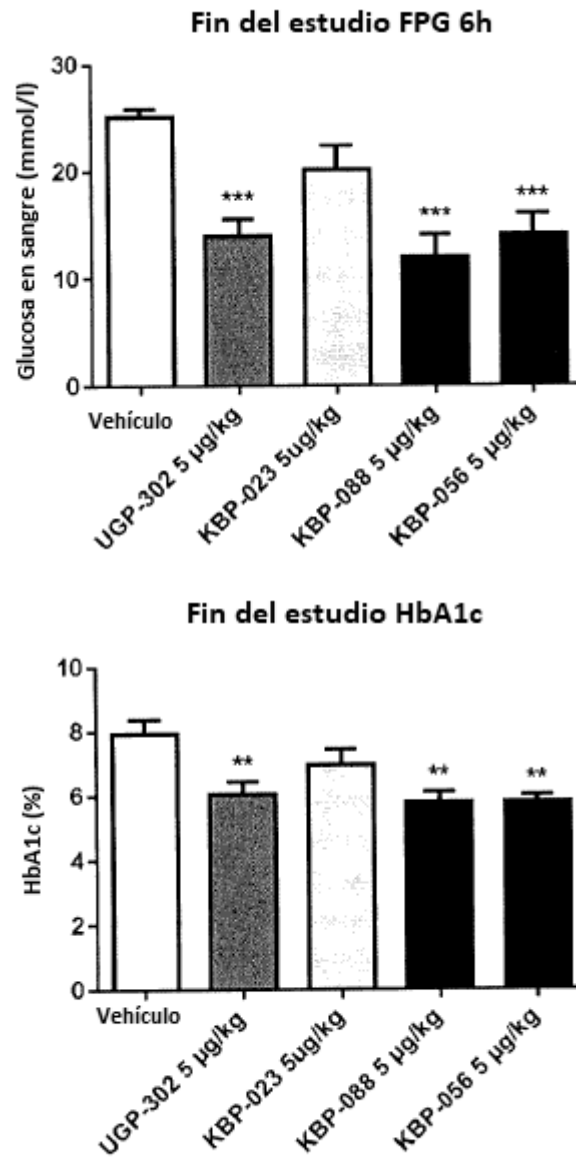 Fin del estudio FPG 6h
Glucosa en sangre (mmol/l)
30
20
10
0
***
***
***
Vehículo
UGP-302 5 µg/kg
KBP-023 5ug/kg
KBP-088 5 µg/kg
KBP-056 5 µg/kg
Fin del estudio HbA1c
HbA1c (%)
10
8
6
4
2
0
**
**
**
Vehículo
UGP-302 5 µg/kg
KBP-023 5ug/kg
KBP-088 5 µg/kg
KBP-056 5 µg/kg